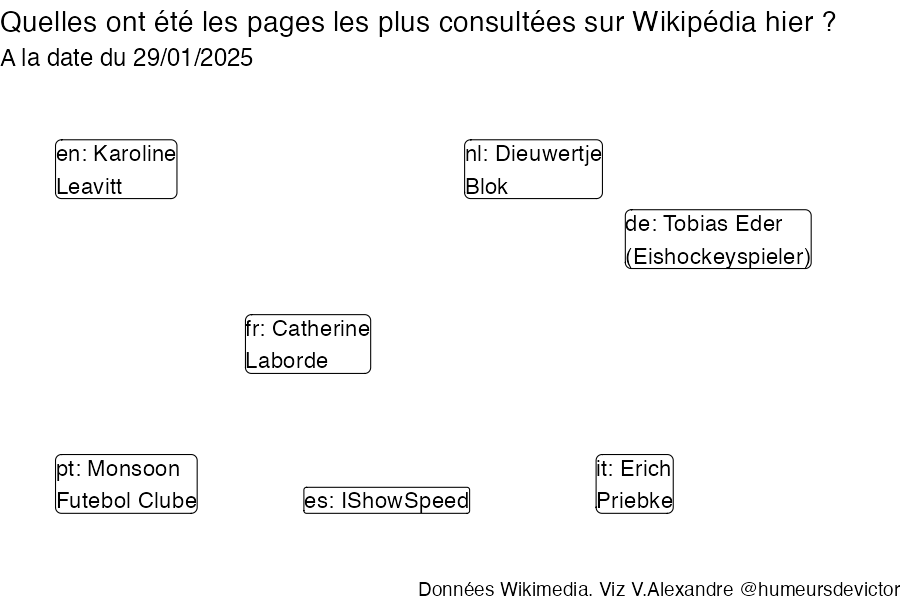 Quelles ont été les pages les plus consultées sur Wikipédia hier ?
A la date du 29/01/2025
en: Karoline
Leavitt
nl: Dieuwertje
Blok
de: Tobias Eder
(Eishockeyspieler)
fr: Catherine
Laborde
pt: Monsoon
Futebol Clube
es: IShowSpeed
it: Erich
Priebke
Données Wikimedia. Viz V.Alexandre @humeursdevictor